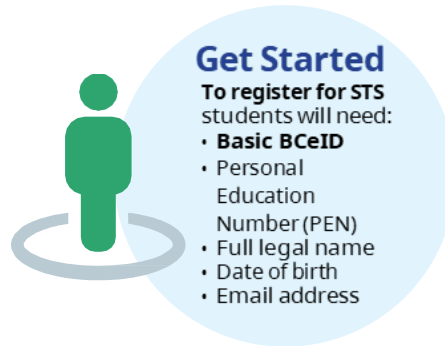 Get Started
To register for STS
students will need:
• Basic BCeID
• Personal
Education
Number (PEN)
• Full legal name
• Date of birth
• Email address